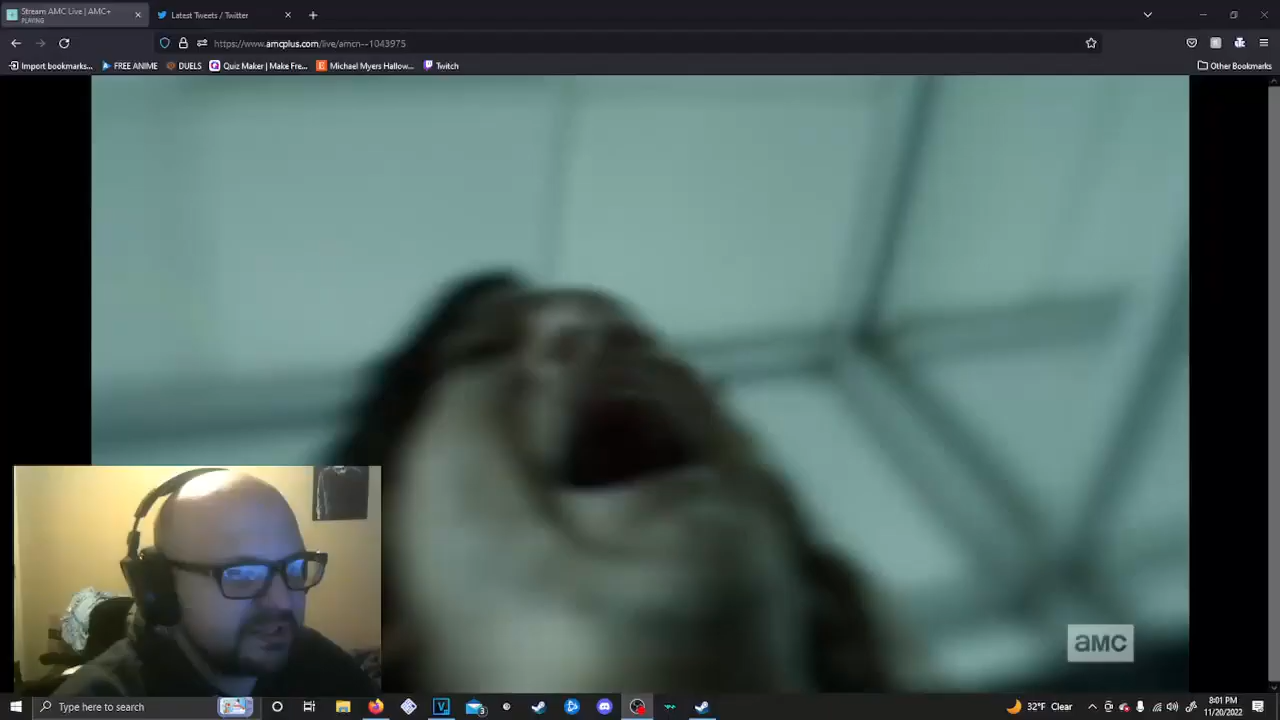 Stream AMC Live | AMC+
PLAYING
Latest Tweets / Twitter
https://www.amcplus.com/live/amcn--1043975
Import bookmarks...
FREE ANIME
DUELS
Quiz Maker | Make Fre...
Michael Myers Hallow...
Twitch
Other Bookmarks
amc
Type here to search
3
32°F Clear
8:01 PM
11/20/2022